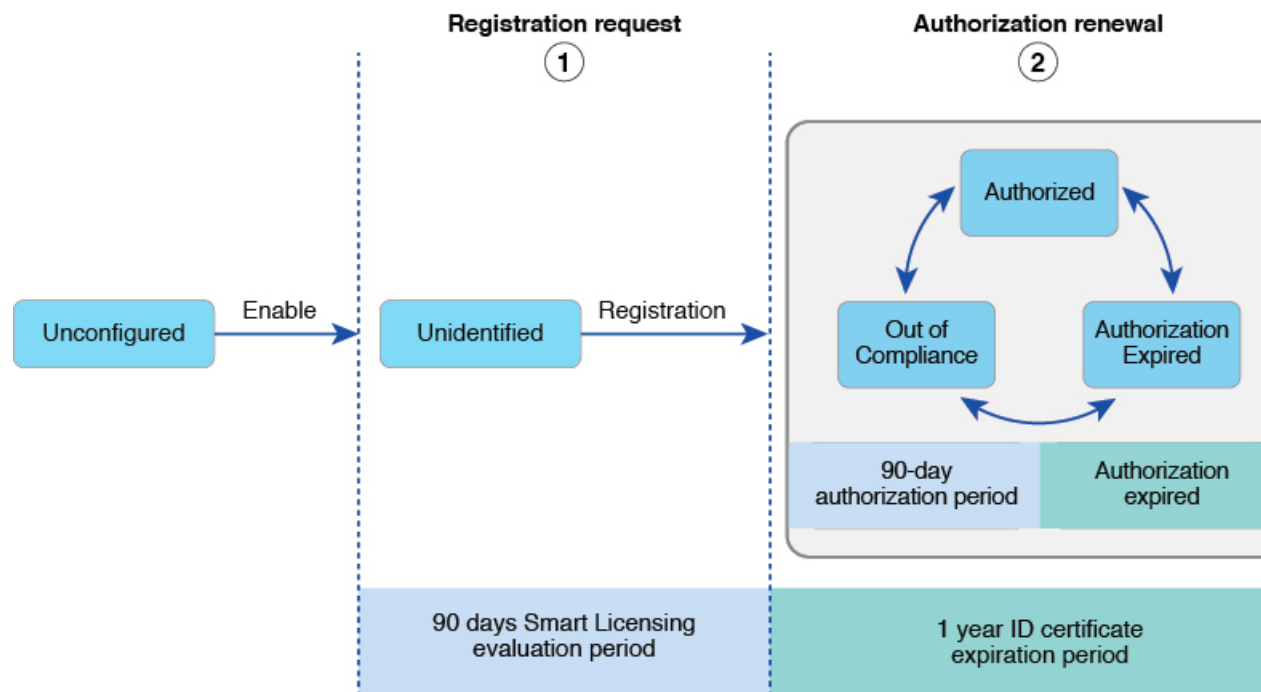 Registration request
1
Authorization renewal
2
Unconfigured
Enable
Unidentified
Registration
Authorized
Out of
Compliance
Authorization
Expired
90-day
authorization period
Authorization
expired
90 days Smart Licensing
evaluation period
1 year ID certificate
expiration period